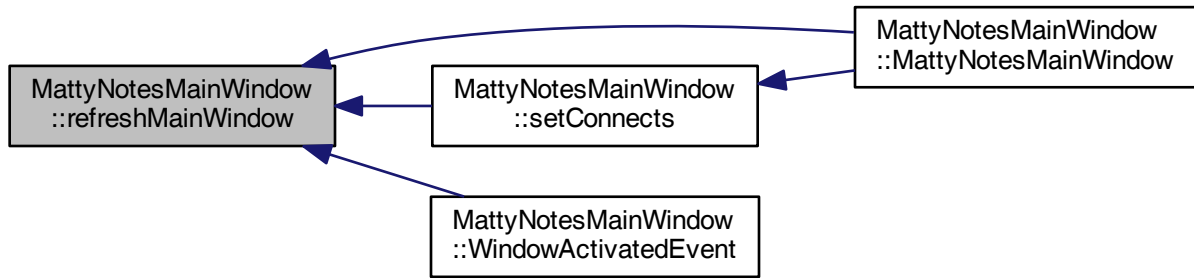 MattyNotesMainWindow
::refreshMainWindow
MattyNotesMainWindow
::setConnects
MattyNotesMainWindow
::MattyNotesMainWindow
MattyNotesMainWindow
::WindowActivatedEvent